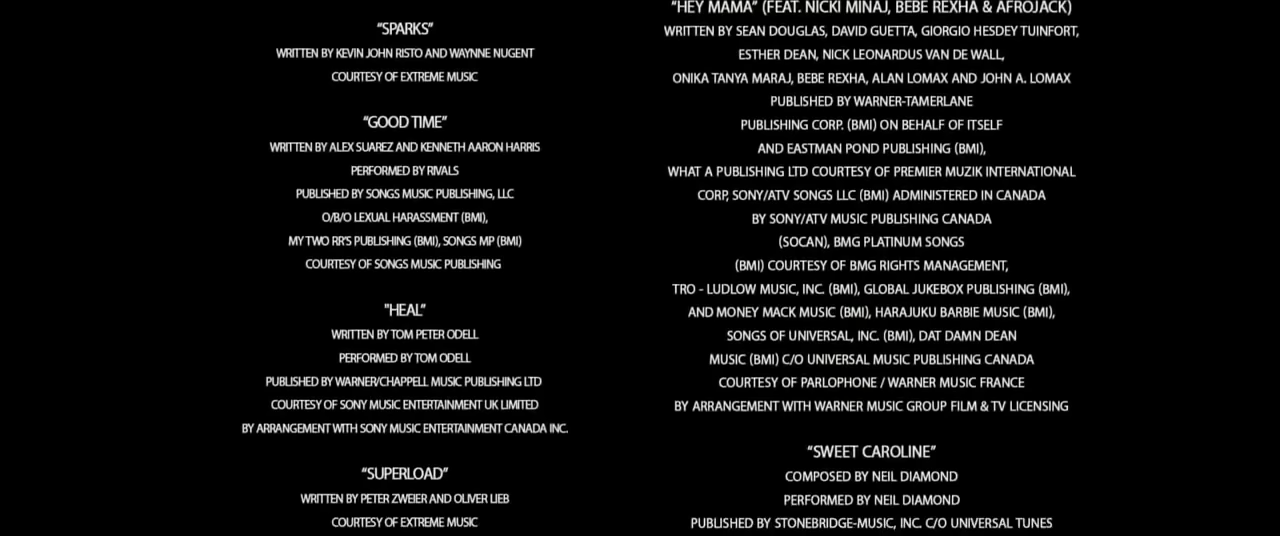 "SPARKS"
WRITTEN BY KEVIN JOHN RISTO AND WAYNNE NUGENT
COURTESY OF EXTREME MUSIC
"GOOD TIME"
WRITTEN BY ALEX SUAREZ AND KENNETH AARON HARRIS
PERFORMED BY RIVALS
PUBLISHED BY SONGS MUSIC PUBLISHING, LLC
O/B/O LEXUAL HARASSMENT (BMI),
MY TWO RR'S PUBLISHING (BMI), SONGS MP (BMI)
COURTESY OF SONGS MUSIC PUBLISHING
"HEAL"
WRITTEN BY TOM PETER ODELL
PERFORMED BY TOM ODELL
PUBLISHED BY WARNER/CHAPPELL MUSIC PUBLISHING LTD
COURTESY OF SONY MUSIC ENTERTAINMENT UK LIMITED
BY ARRANGEMENT WITH SONY MUSIC ENTERTAINMENT CANADA INC.
"SUPERLOAD"
WRITTEN BY PETER ZWEIER AND OLIVER LIEB
COURTESY OF EXTREME MUSIC
"HEY MAMA" (FEAT. NICKI MINAJ, BEBE REXHA & AFROJACK)
WRITTEN BY SEAN DOUGLAS, DAVID GUETTA, GIORGIO HESDEY TUINFORT,
ESTHER DEAN, NICK LEONARDUS VAN DE WALL,
ONIKA TANYA MARAJ, BEBE REXHA, ALAN LOMAX AND JOHN A. LOMAX
PUBLISHED BY WARNER-TAMERLANE
PUBLISHING CORP. (BMI) ON BEHALF OF ITSELF
AND EASTMAN POND PUBLISHING (BMI),
WHAT A PUBLISHING LTD COURTESY OF PREMIER MUZIK INTERNATIONAL
CORP, SONY/ATV SONGS LLC (BMI) ADMINISTERED IN CANADA
BY SONY/ATV MUSIC PUBLISHING CANADA
(SOCAN), BMG PLATINUM SONGS
(BMI) COURTESY OF BMG RIGHTS MANAGEMENT,
TRO - LUDLOW MUSIC, INC. (BMI), GLOBAL JUKEBOX PUBLISHING (BMI),
AND MONEY MACK MUSIC (BMI), HARAJUKU BARBIE MUSIC (BMI),
SONGS OF UNIVERSAL, INC. (BMI), DAT DAMN DEAN
MUSIC (BMI) C/O UNIVERSAL MUSIC PUBLISHING CANADA
COURTESY OF PARLOPHONE / WARNER MUSIC FRANCE
BY ARRANGEMENT WITH WARNER MUSIC GROUP FILM & TV LICENSING
"SWEET CAROLINE"
COMPOSED BY NEIL DIAMOND
PERFORMED BY NEIL DIAMOND
PUBLISHED BY STONEBRIDGE-MUSIC, INC. C/O UNIVERSAL TUNES